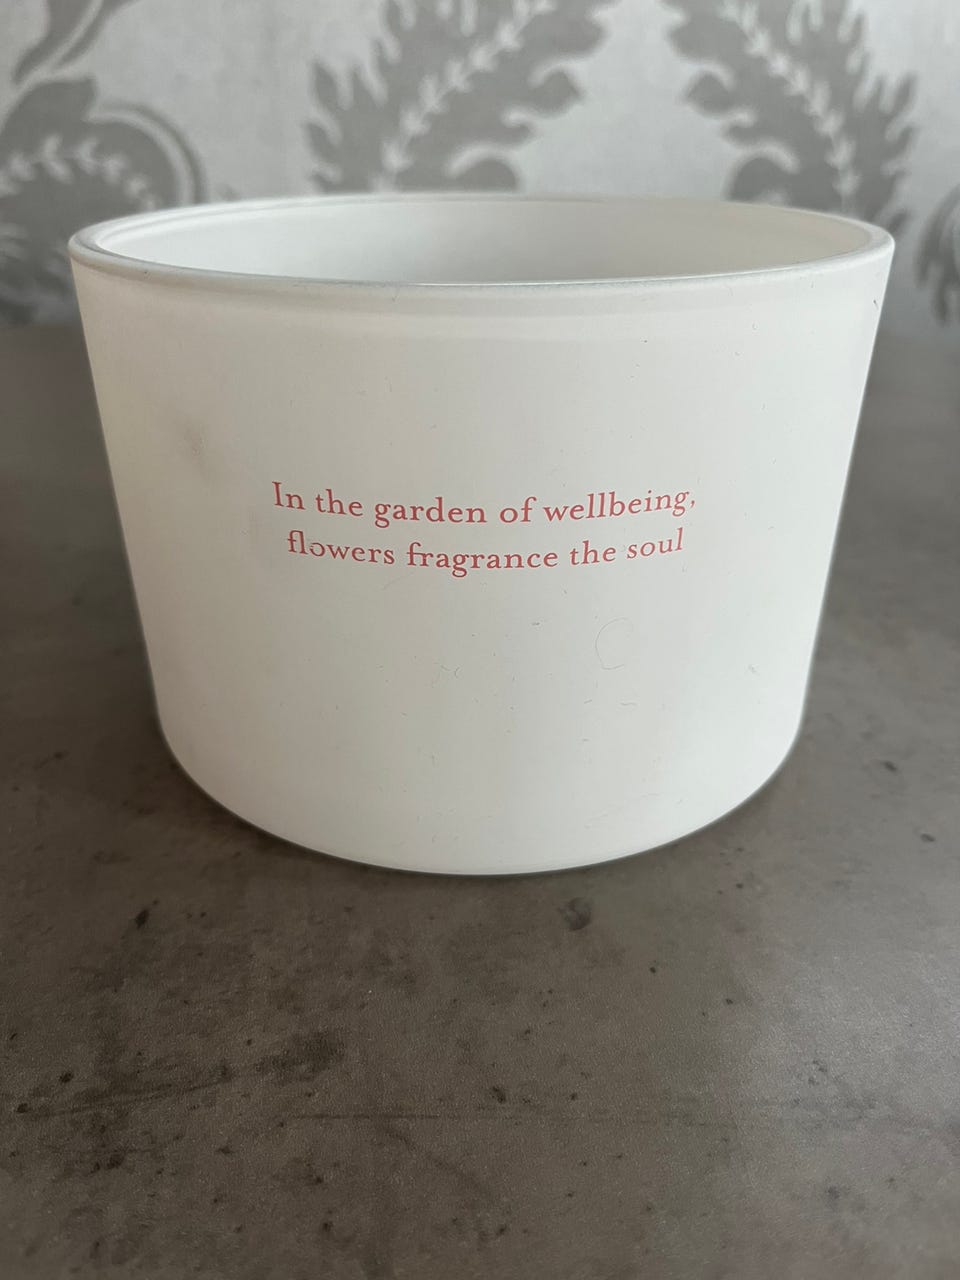 In the garden of wellbeing,
flowers fragrance the soul